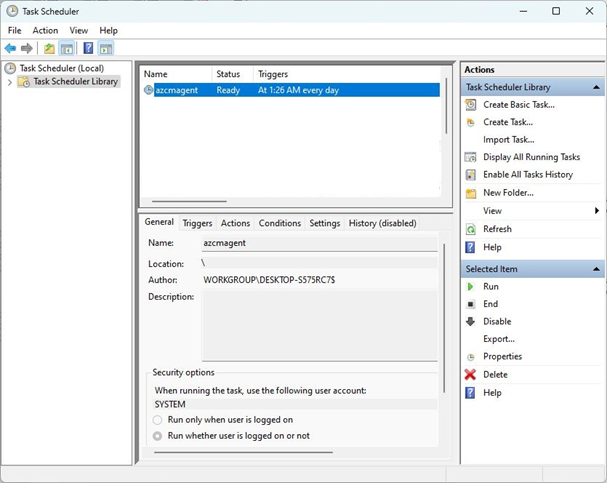 Task Scheduler
File Action View Help
Task Scheduler (Local)
Task Scheduler Library
Name Status Triggers
azcmagent Ready At 1:26 AM every day
General Triggers Actions Conditions Settings History (disabled)
Name: azcmagent
Location: \
Author: WORKGROUP\DESKTOP-S575RC7$
Description:
Security options
When running the task, use the following user account:
SYSTEM
Run only when user is logged on
Run whether user is logged on or not
Actions
Task Scheduler Library
Create Basic Task...
Create Task...
Import Task...
Display All Running Tasks
Enable All Tasks History
New Folder...
View
Refresh
Help
Selected Item
Run
End
Disable
Export...
Properties
Delete
Help